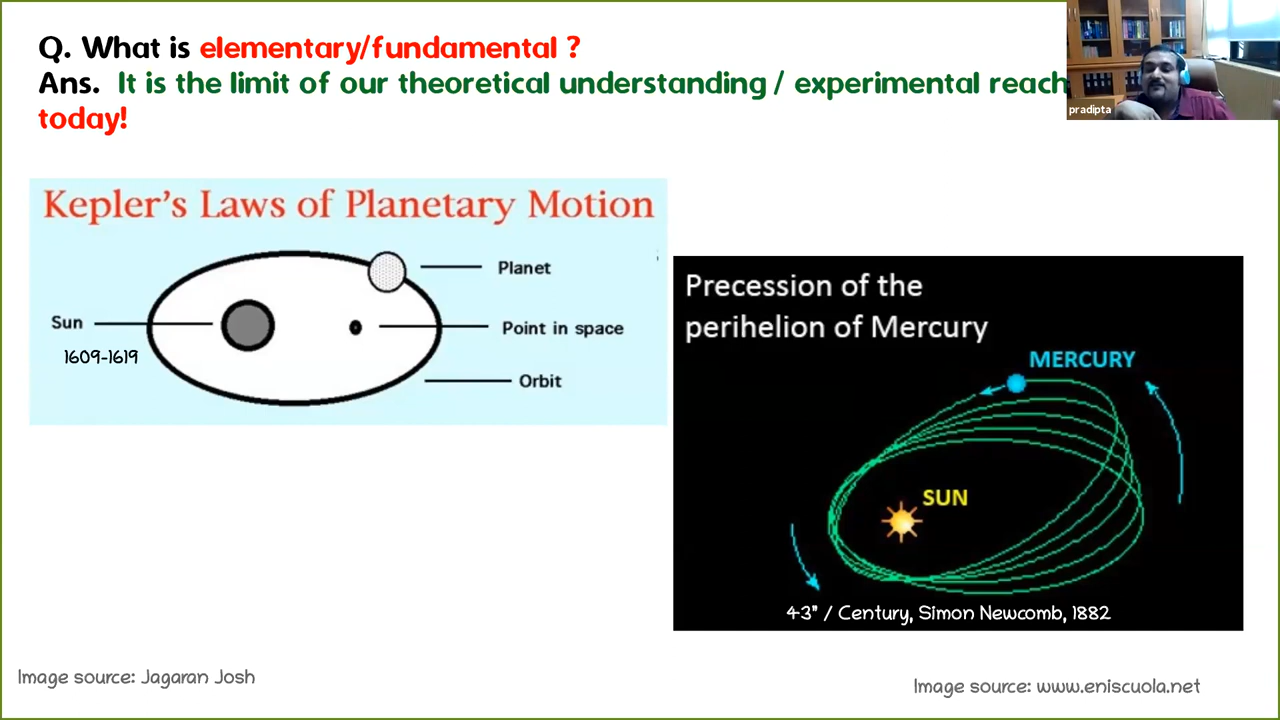 Q. What is elementary/fundamental ?
Ans. It is the limit of our theoretical understanding / experimental reach
today!
pradipta
Kepler's Laws of Planetary Motion
Planet
Sun
Point in space
1609-1619
Orbit
Precession of the
perihelion of Mercury
MERCURY
SUN
43" / Century, Simon Newcomb, 1882
Image source: Jagaran Josh
Image source: www.eniscuola.net